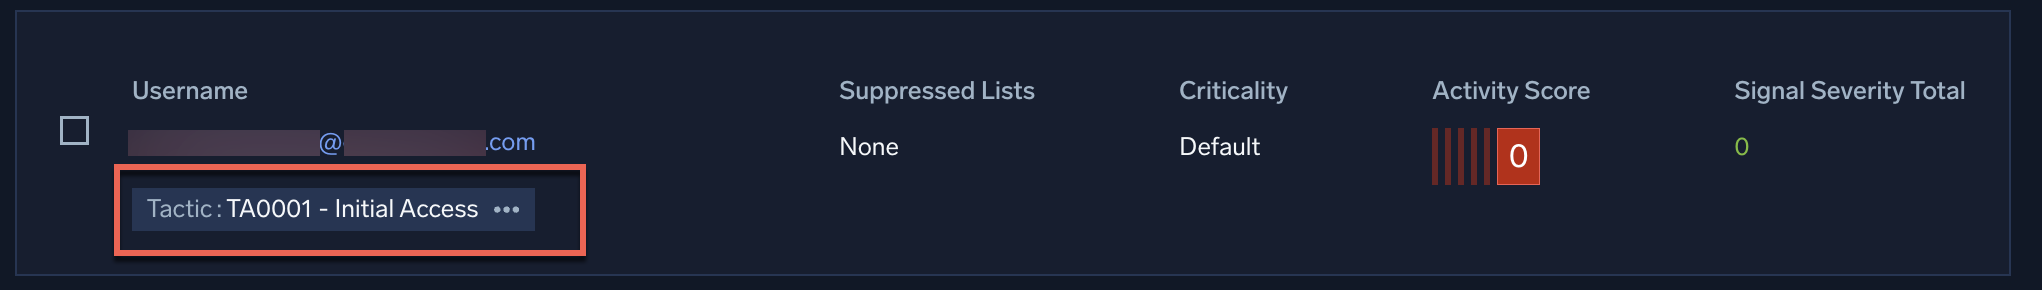 Username
Suppressed Lists
Criticality
Activity Score
Signal Severity Total
@ .com
None
Default
0
0
Tactic: TA0001 - Initial Access •••